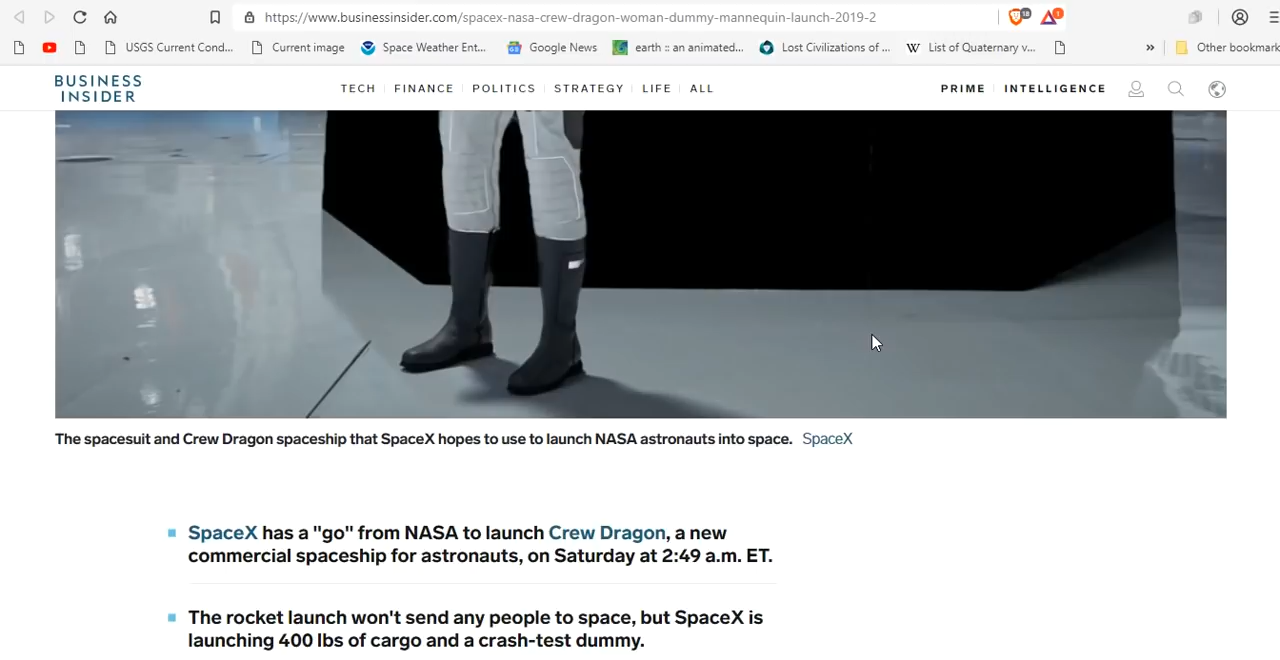 https://www.businessinsider.com/spacex-nasa-crew-dragon-woman-dummy-mannequin-launch-2019-2
18
1
USGS Current Cond...
Current image
Space Weather Ent...
Google News
earth :: an animated...
Lost Civilizations of ...
W
List of Quaternary v...
»
Other bookmark
BUSINESS
INSIDER
TECH
FINANCE
POLITICS
STRATEGY
LIFE
ALL
PRIME
INTELLIGENCE
The spacesuit and Crew Dragon spaceship that SpaceX hopes to use to launch NASA astronauts into space. SpaceX
SpaceX has a "go" from NASA to launch Crew Dragon, a new
commercial spaceship for astronauts, on Saturday at 2:49 a.m. ET.
The rocket launch won't send any people to space, but SpaceX is
launching 400 lbs of cargo and a crash-test dummy.